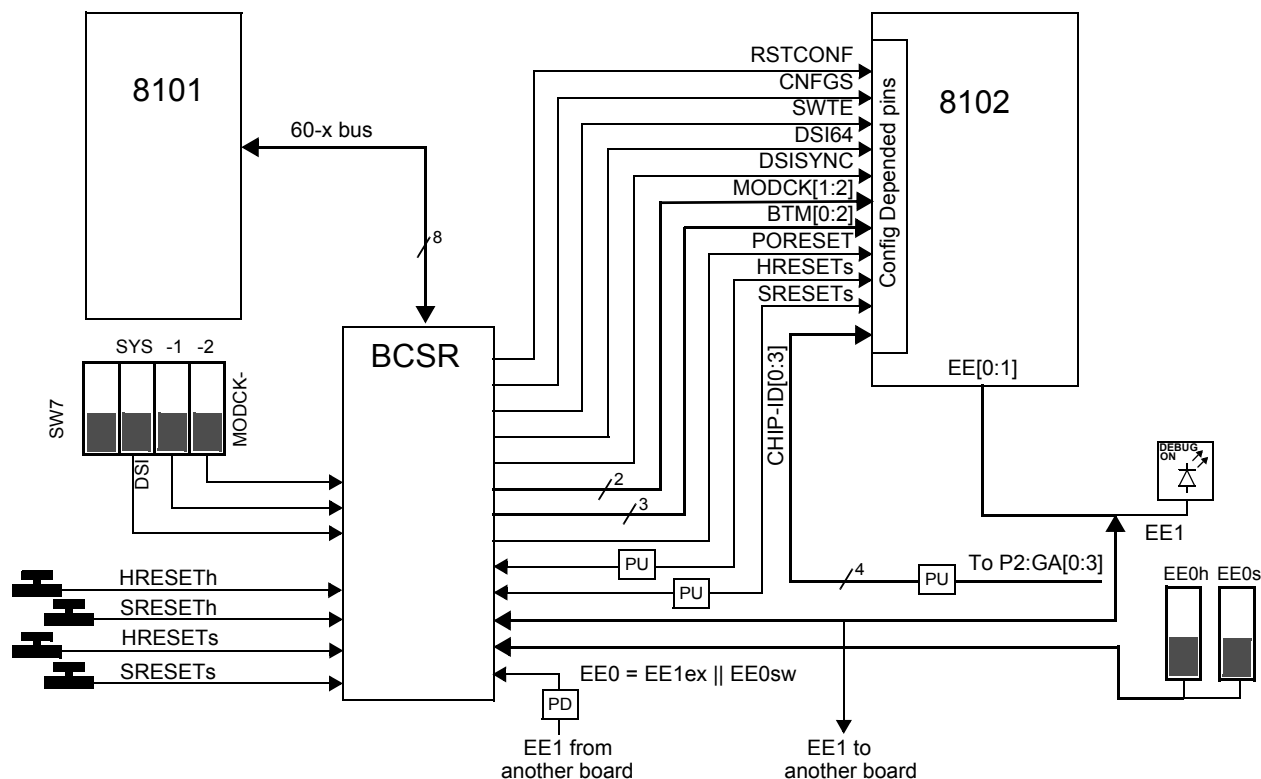 8101
60-x bus
8
RSTCONF
CNFGS
SWTE
DSI64
DSISYNC
MODCK[1:2]
BTM[0:2]
PORESET
HRESETs
SRESETs
Config Depended pins
8102
EE[0:1]
CHIP-ID[0:3]
SYS -1 -2
SW7
MODCK-
DSI
BCSR
2
3
PU
PU
4
PU
To P2:GA[0:3]
DEBUG
ON
EE1
EE0h EE0s
HRESETh
SRESETh
HRESETs
SRESETs
EE0 = EE1ex || EE0sw
PD
EE1 from
another board
EE1 to
another board